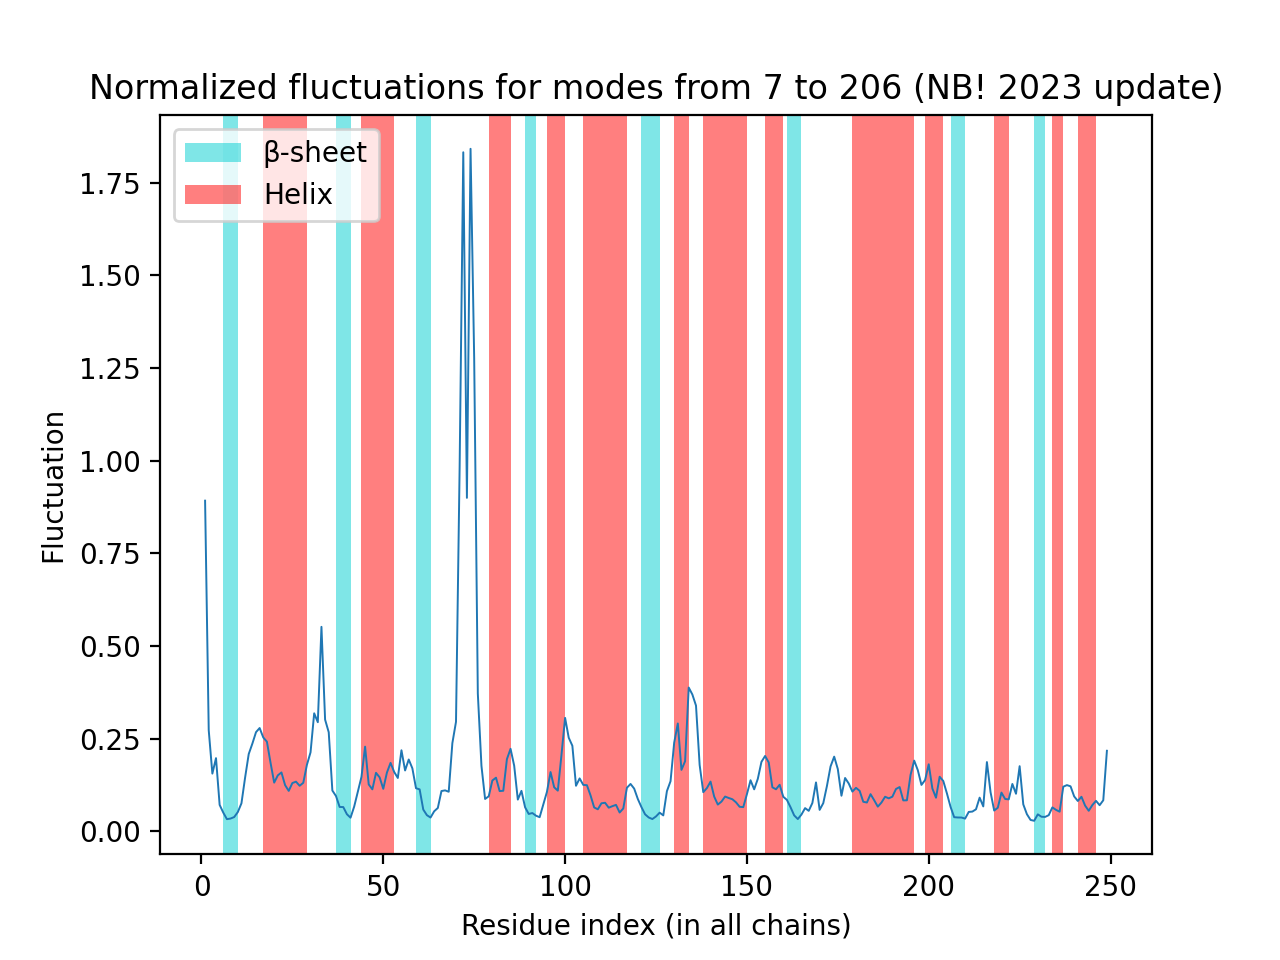 Normalized fluctuations for modes from 7 to 206 (NB! 2023 update)
β-sheet
Helix
1.75
1.50
1.25
1.00
0.75
0.50
0.25
0.00
Fluctuation
0 50 100 150 200 250
Residue index (in all chains)